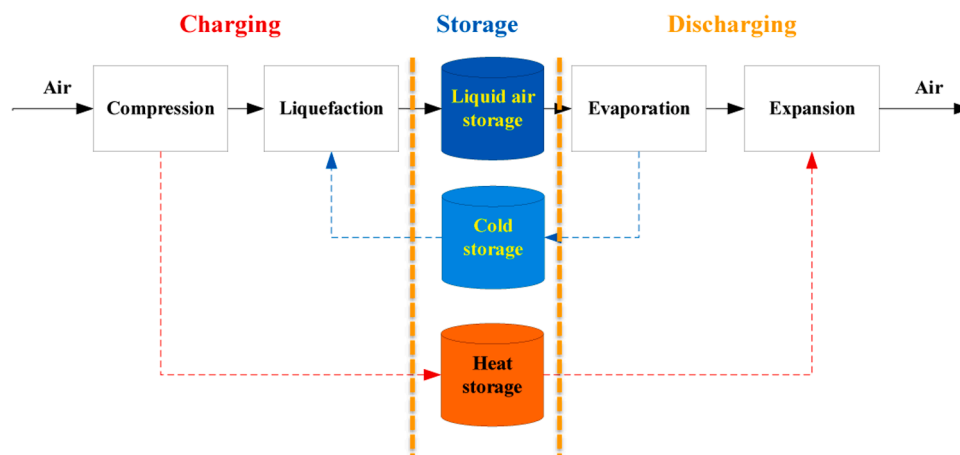 Charging
Storage
Discharging
Air
Compression
Liquefaction
Liquid air
storage
Evaporation
Expansion
Air
Cold
storage
Heat
storage